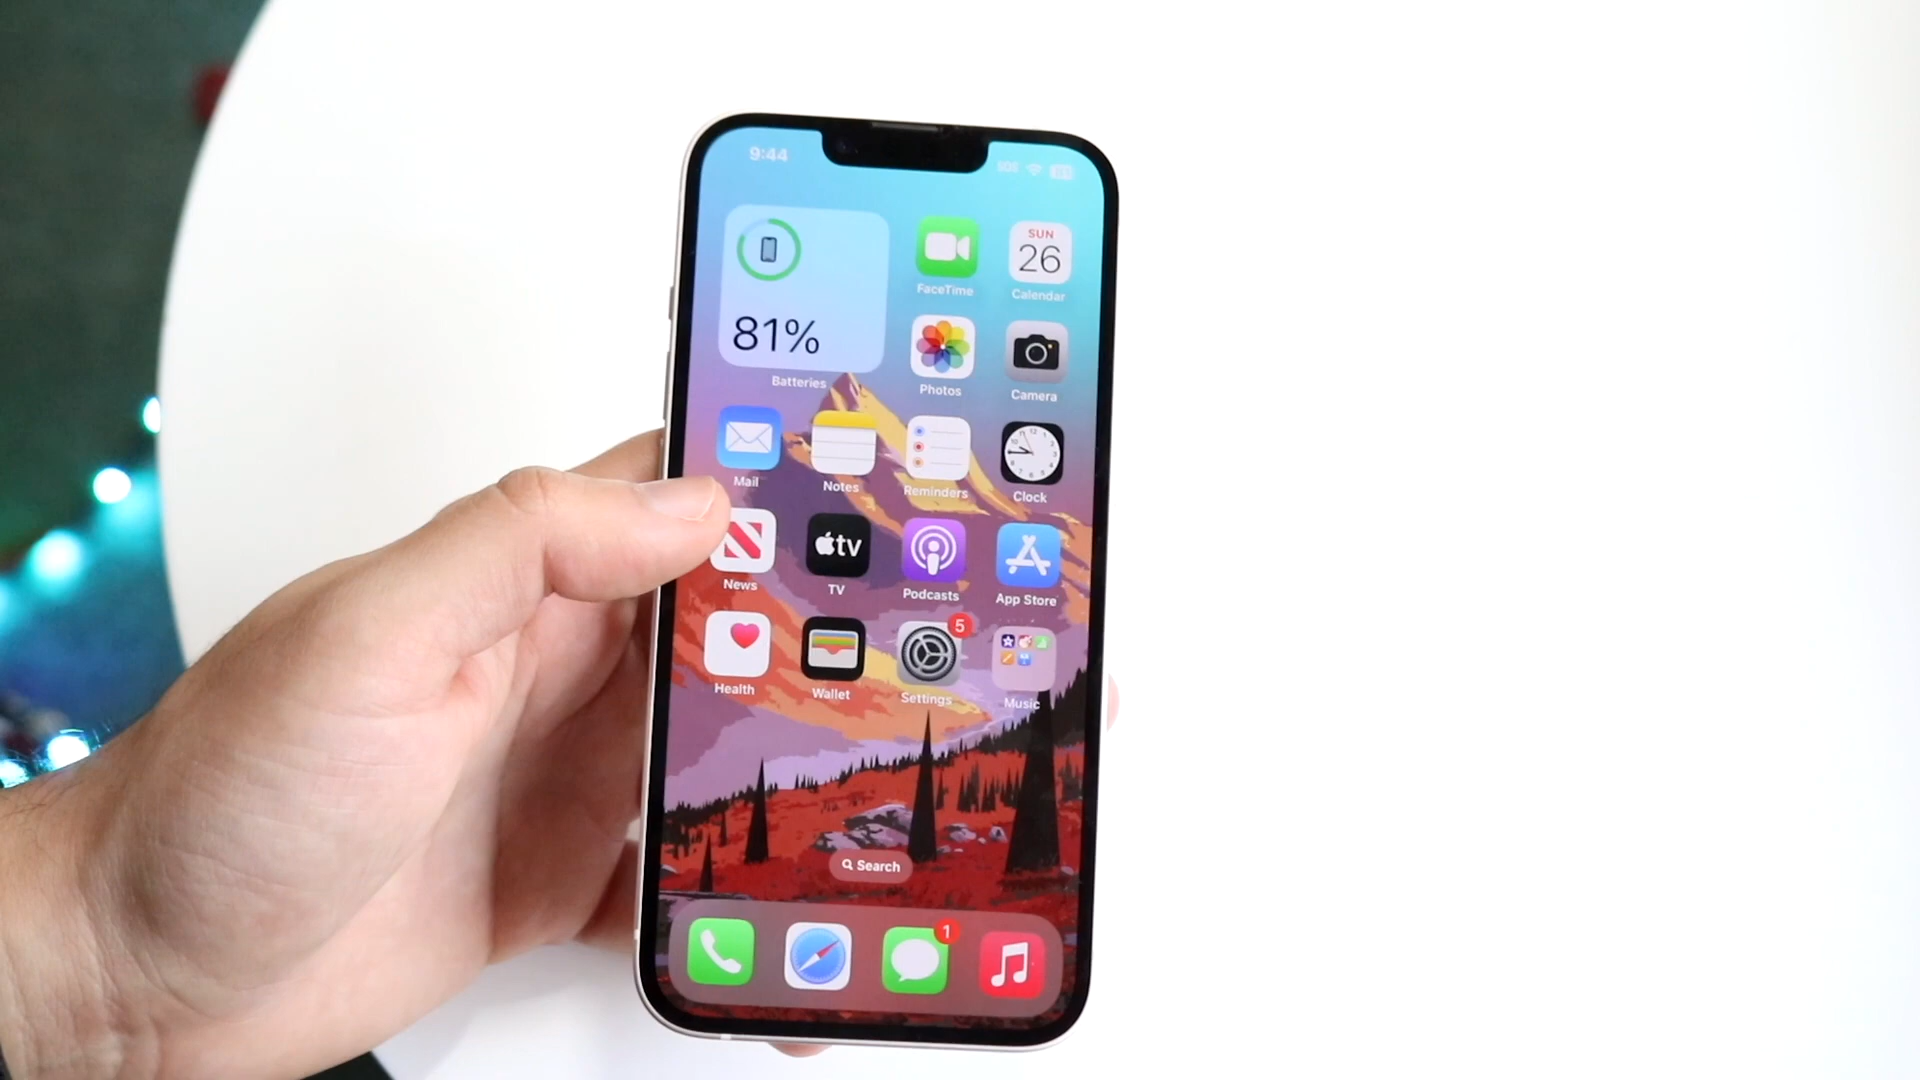 9:44
SOS
SUN
26
81%
FaceTime
Calendar
Batteries
Photos
Camera
Mail
Notes
Reminders
Clock
tv
News
TV
Podcasts
App Store
5
Health
Wallet
Settings
Music
Search
1